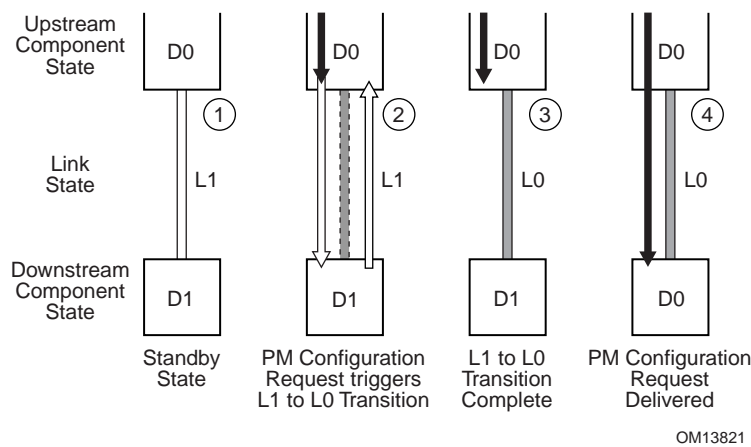 Upstream
Component
State
D0
D0
D0
D0
1
2
3
4
Link
State
L1
L1
L0
L0
Downstream
Component
State
D1
D1
D1
D0
Standby
State
PM Configuration
Request triggers
L1 to L0 Transition
L1 to L0
Transition
Complete
PM Configuration
Request
Delivered
OM13821